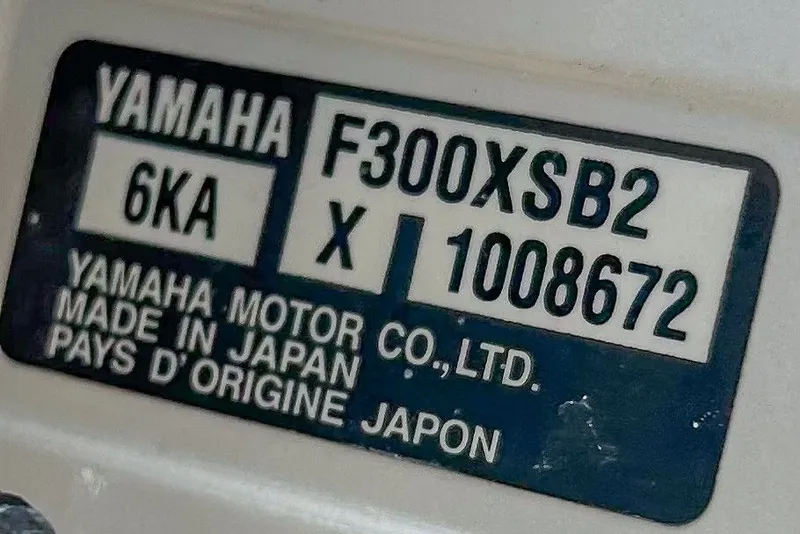 YAMAHA F300XSB2
6KA X 1008672
YAMAHA MOTOR CO.,LTD.
MADE IN JAPAN
PAYS D'ORIGINE JAPON